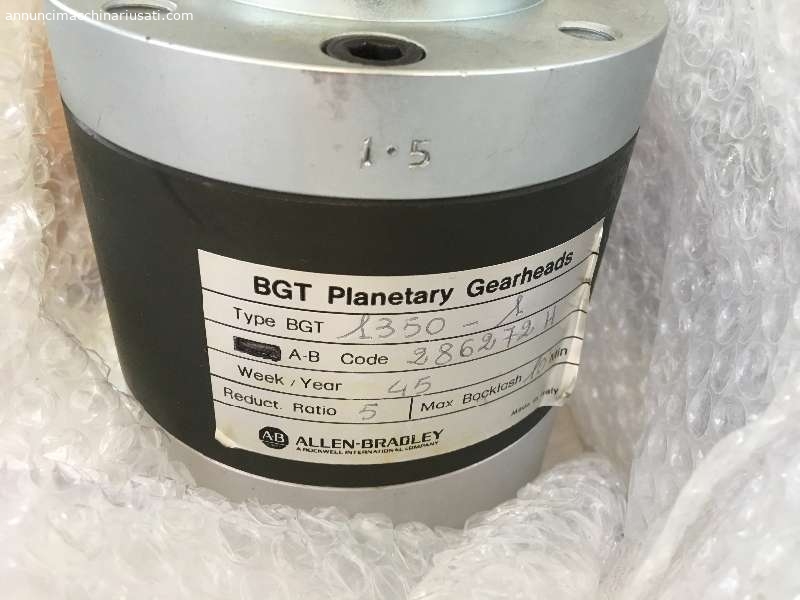 annuncimacchinariusati.com
1·5
BGT Planetary Gearheads
Type BGT 1350-1
A-B Code 286272H
Week/Year 45
Reduct. Ratio 5 Max Backlash 10 Min
Made in Italy
AB ALLEN-BRADLEY
A ROCKWELL INTERNATIONAL COMPANY